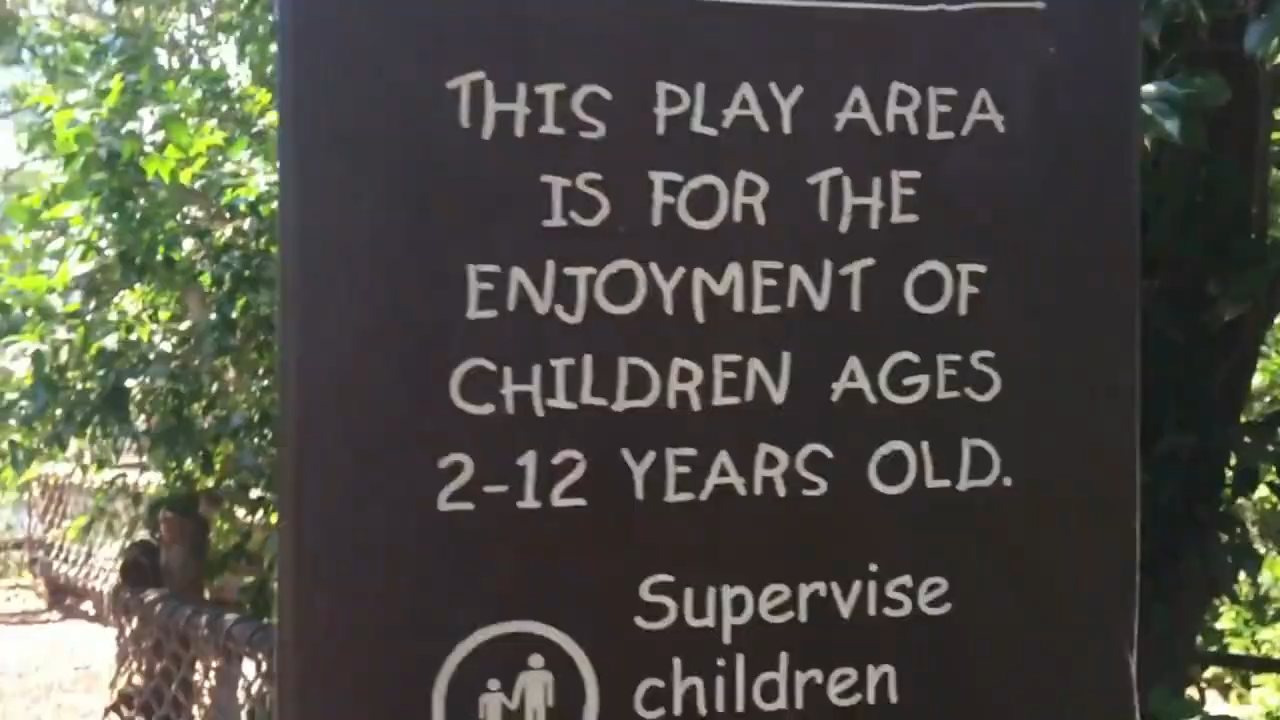 THIS PLAY AREA
IS FOR THE
ENJOYMENT OF
CHILDREN AGES
2-12 YEARS OLD.
Supervise
children